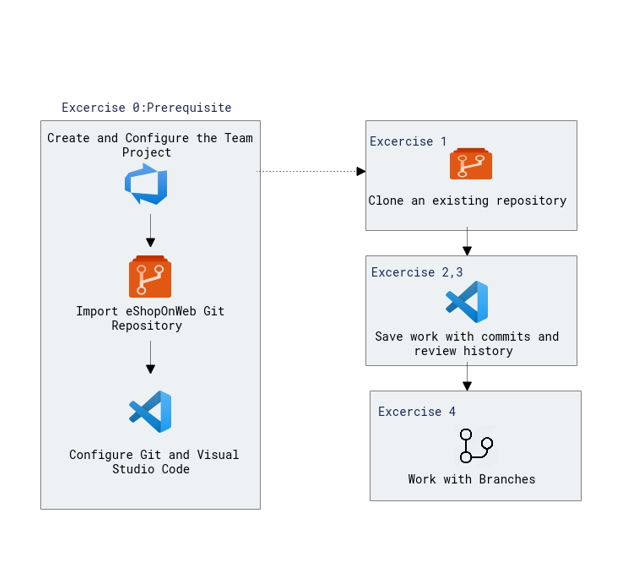 Excercise 0:Prerequisite
Create and Configure the Team
Project
Import eShopOnWeb Git
Repository
Configure Git and Visual
Studio Code
Excercise 1
Clone an existing repository
Excercise 2,3
Save work with commits and
review history
Excercise 4
Work with Branches